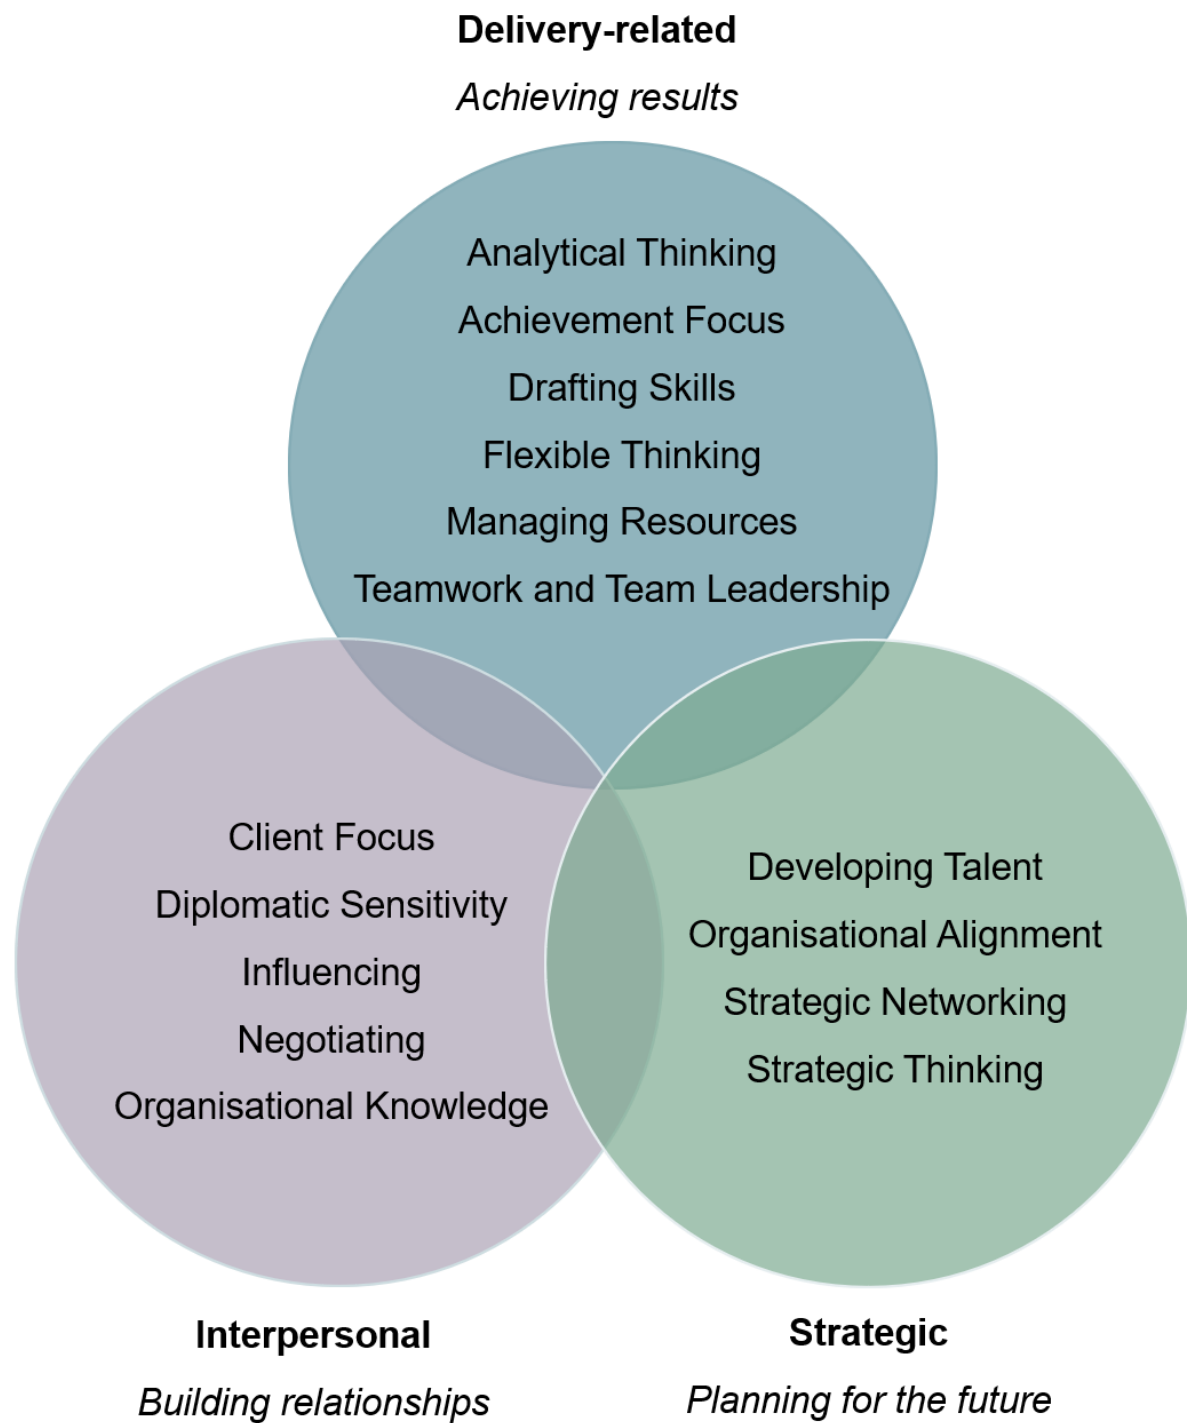 Delivery-related
Achieving results
Analytical Thinking
Achievement Focus
Drafting Skills
Flexible Thinking
Managing Resources
Teamwork and Team Leadership
Client Focus
Diplomatic Sensitivity
Influencing
Negotiating
Organisational Knowledge
Developing Talent
Organisational Alignment
Strategic Networking
Strategic Thinking
Interpersonal
Building relationships
Strategic
Planning for the future